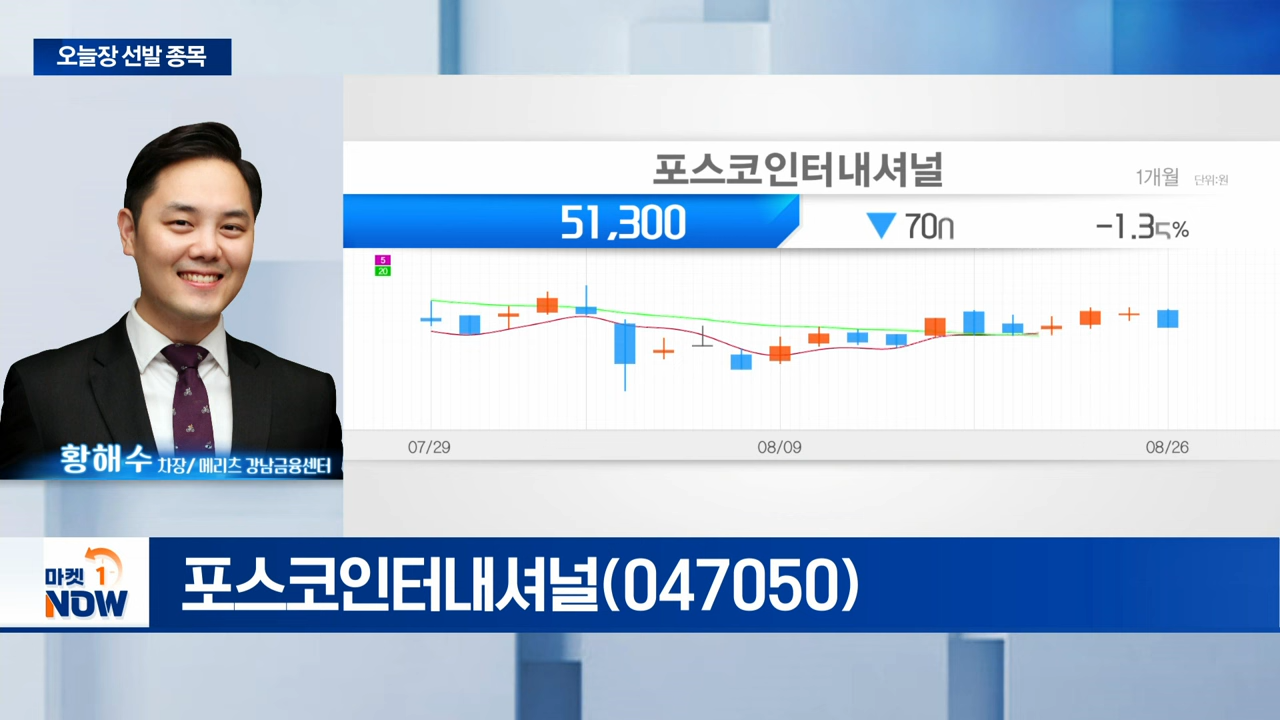 오늘장 선발 종목
포스코인터내셔널
1개월 단위:원
51,300
▼
5
20
07/29 08/09 08/26
황해수 차장/ 메리츠 강남금융센터
마켓 1
NOW
포스코인터내셔널(047050)